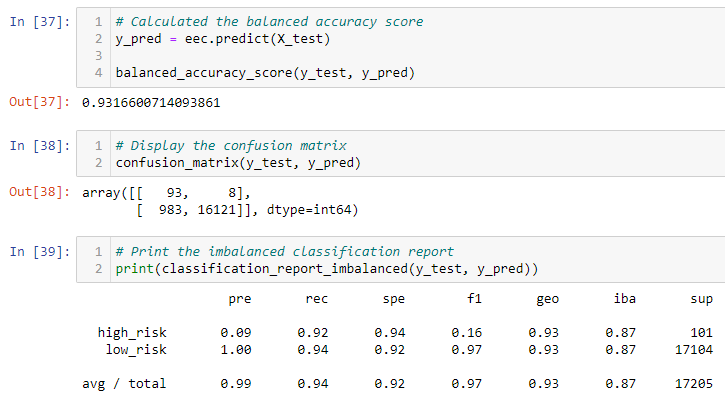 In [37]: 1 # Calculated the balanced accuracy score
2 y_pred = eec.predict(X_test)
3
4 balanced_accuracy_score(y_test, y_pred)
Out[37]: 0.9316600714093861
In [38]: 1 # Display the confusion matrix
2 confusion_matrix(y_test, y_pred)
Out[38]: array([[   93,     8],
[  983, 16121]], dtype=int64)
In [39]: 1 # Print the imbalanced classification report
2 print(classification_report_imbalanced(y_test, y_pred))
pre rec spe f1 geo iba sup
high_risk 0.09 0.92 0.94 0.16 0.93 0.87 101
low_risk 1.00 0.94 0.92 0.97 0.93 0.87 17104
avg / total 0.99 0.94 0.92 0.97 0.93 0.87 17205